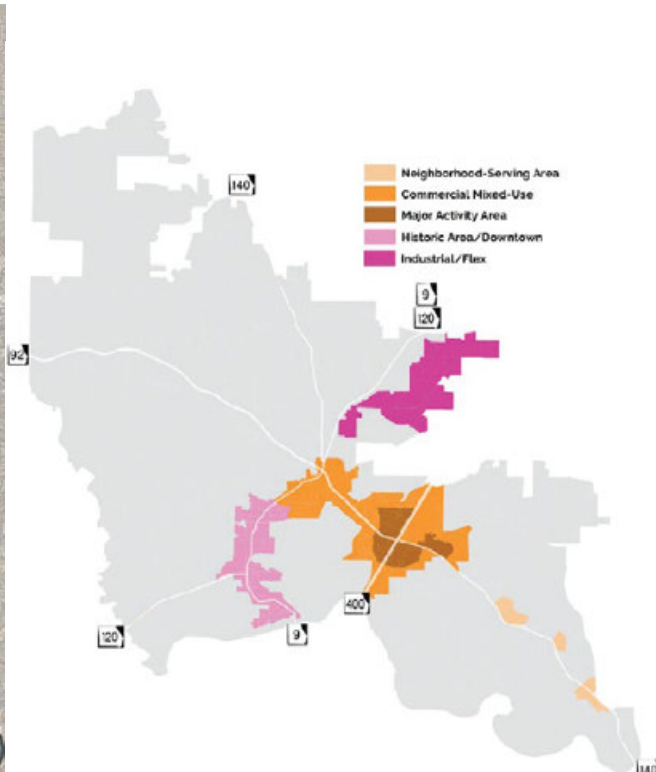 140
Neighborhood-Serving Area
Commercial Mixed-Use
Major Activity Area
Historic Area/Downtown
Industrial/Flex
9
120
92
400
120
9
140